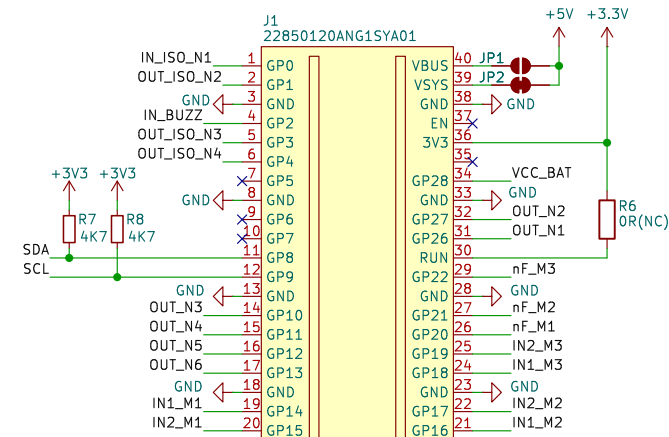 J1
22850120ANG1SYA01
+5V
+3.3V
IN_ISO_N1 1 GP0 VBUS 40 JP1
OUT_ISO_N2 2 GP1 VSYS 39 JP2
GND 3 GND GND 38 GND
IN_BUZZ 4 GP2 EN 37
OUT_ISO_N3 5 GP3 3V3 36
OUT_ISO_N4 6 GP4 35
+3V3 +3V3 7 GP5 GP28 34 VCC_BAT
GND 8 GND GND 33 GND
R7 4K7 R8 4K7 9 GP6 GP27 32 OUT_N2
R6 0R(NC)
10 GP7 GP26 31 OUT_N1
SDA 11 GP8 RUN 30
SCL 12 GP9 GP22 29 nF_M3
GND 13 GND GND 28 GND
OUT_N3 14 GP10 GP21 27 nF_M2
OUT_N4 15 GP11 GP20 26 nF_M1
OUT_N5 16 GP12 GP19 25 IN2_M3
OUT_N6 17 GP13 GP18 24 IN1_M3
GND 18 GND GND 23 GND
IN1_M1 19 GP14 GP17 22 IN2_M2
IN2_M1 20 GP15 GP16 21 IN1_M2